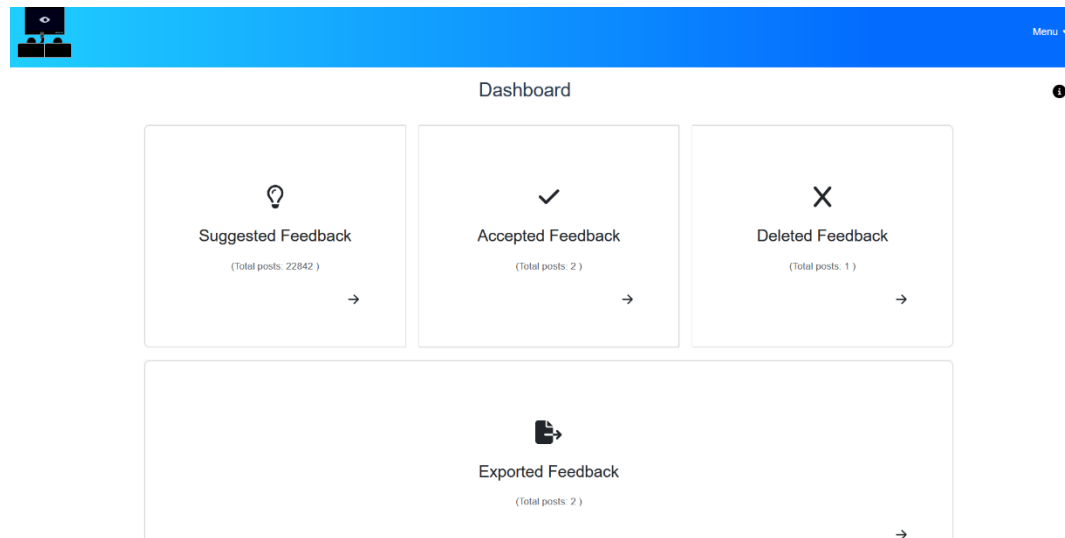 Menu
Dashboard
Suggested Feedback
(Total posts: 22842 )
Accepted Feedback
(Total posts: 2 )
Deleted Feedback
(Total posts: 1 )
Exported Feedback
(Total posts: 2 )